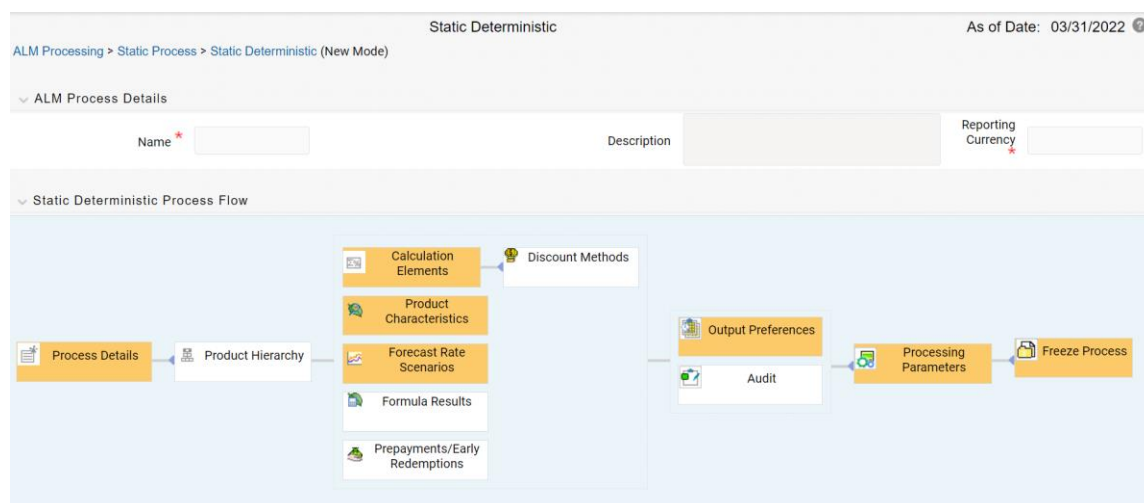 Static Deterministic
As of Date: 03/31/2022
ALM Processing > Static Process > Static Deterministic (New Mode)
ALM Process Details
Name *
Description
Reporting
Currency
*
Static Deterministic Process Flow
Process Details
Product Hierarchy
Calculation
Elements
Discount Methods
Product
Characteristics
Forecast Rate
Scenarios
Formula Results
Prepayments/Early
Redemptions
Output Preferences
Audit
Processing
Parameters
Freeze Process